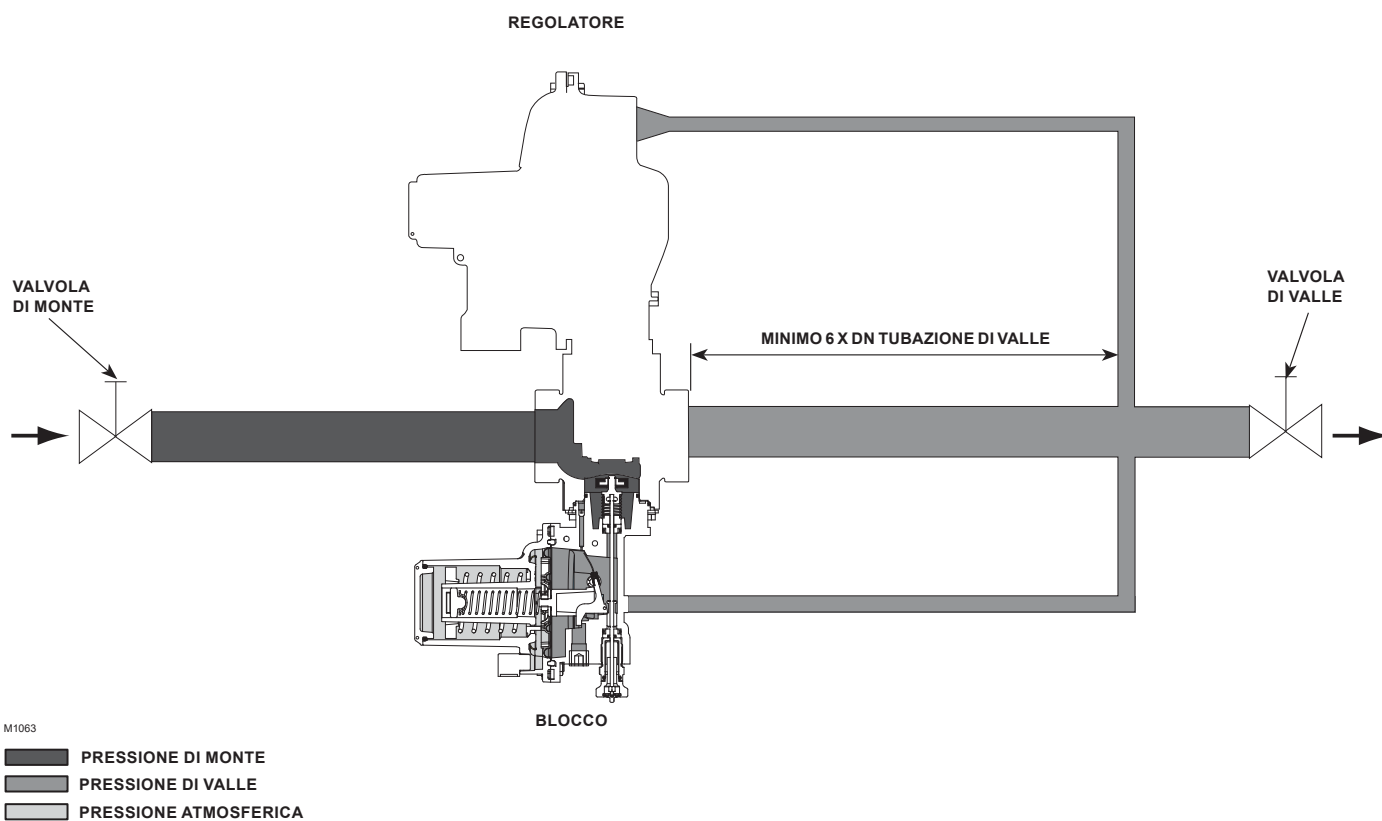 REGOLATORE
VALVOLA
DI MONTE
VALVOLA
DI VALLE
MINIMO 6 X DN TUBAZIONE DI VALLE
BLOCCO
M1063
PRESSIONE DI MONTE
PRESSIONE DI VALLE
PRESSIONE ATMOSFERICA